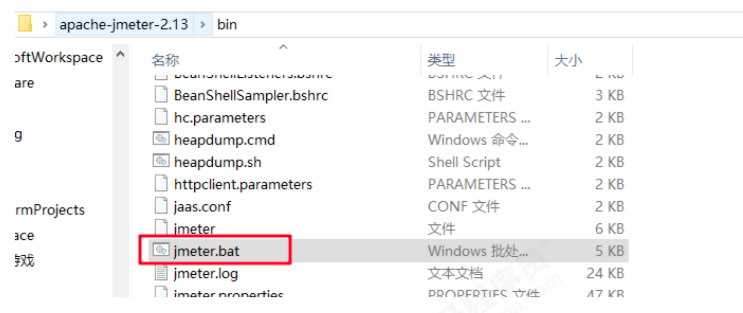 apache-jmeter-2.13 > bin
oftWorkspace
are
g
rmProjects
ace
名称 类型 大小
BeanShellListeners.bshrc BSHRC 文件 2 KB
BeanShellSampler.bshrc BSHRC 文件 3 KB
hc.parameters PARAMETERS ... 2 KB
heapdump.cmd Windows 命令... 2 KB
heapdump.sh Shell Script 2 KB
httpclient.parameters PARAMETERS ... 2 KB
jaas.conf CONF 文件 2 KB
jmeter 文件 6 KB
jmeter.bat Windows 批处... 5 KB
jmeter.log 文本文档 24 KB
jmeter.properties PROPERTIES 文件 47 KB